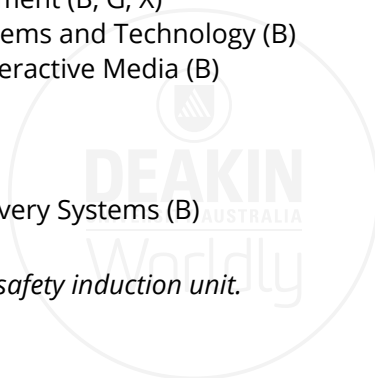 ment (B, G, X)
ems and Technology (B)
eractive Media (B)
DEAKIN
very Systems (B)
AUSTRALIA
Worldly
safety induction unit.